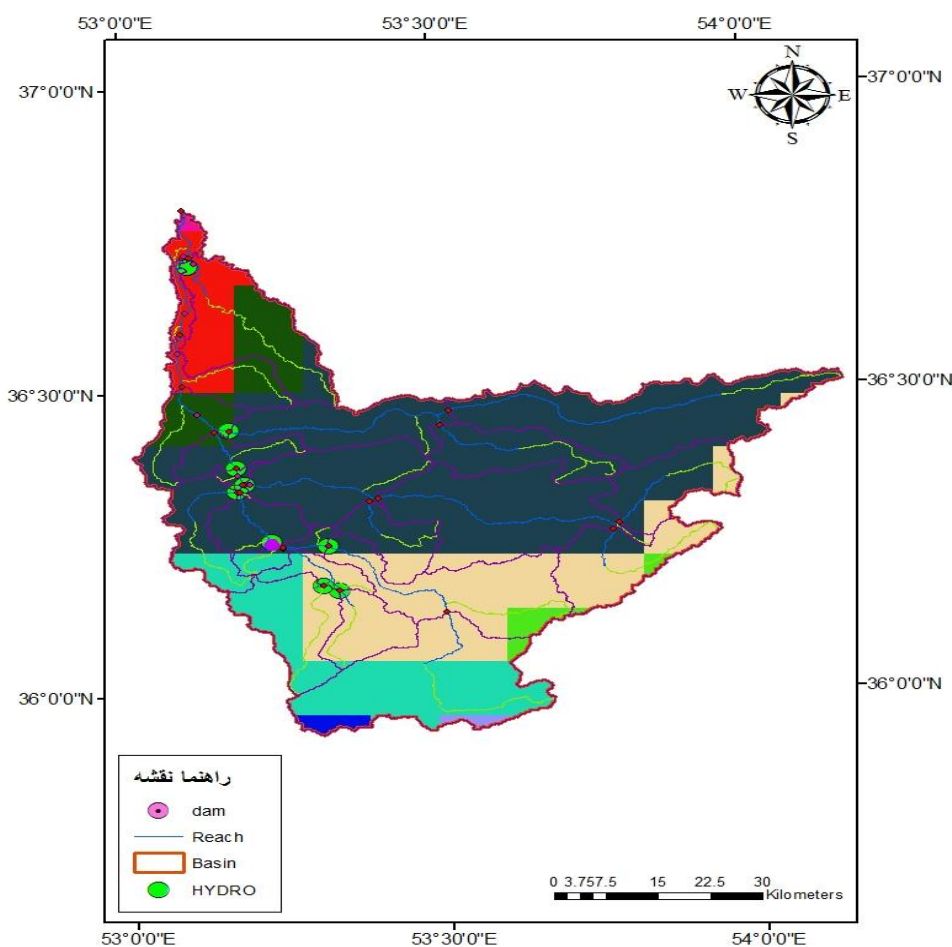 53°0'0"E 53°30'0"E 54°0'0"E
37°0'0"N
37°0'0"N
N
W E
S
36°30'0"N
36°30'0"N
36°0'0"N
36°0'0"N
راهنما نقشه
dam
Reach
Basin
HYDRO
0 3.757.5 15 22.5 30
Kilometers
53°0'0"E 53°30'0"E 54°0'0"E